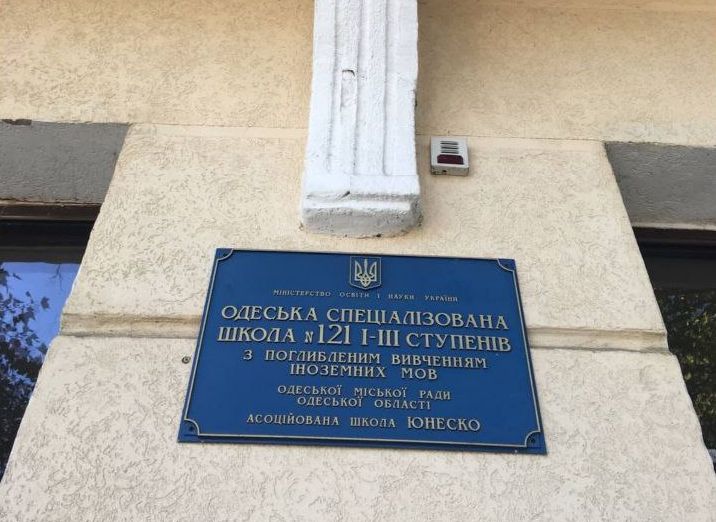 МІНІСТЕРСТВО ОСВІТИ І НАУКИ УКРАЇНИ
ОДЕСЬКА СПЕЦІАЛІЗОВАНА
ШКОЛА №121 І-ІІІ СТУПЕНІВ
З ПОГЛИБЛЕНИМ ВИВЧЕННЯМ
ІНОЗЕМНИХ МОВ
ОДЕСЬКОЇ МІСЬКОЇ РАДИ
ОДЕСЬКОЇ ОБЛАСТІ
АСОЦІЙОВАНА ШКОЛА ЮНЕСКО